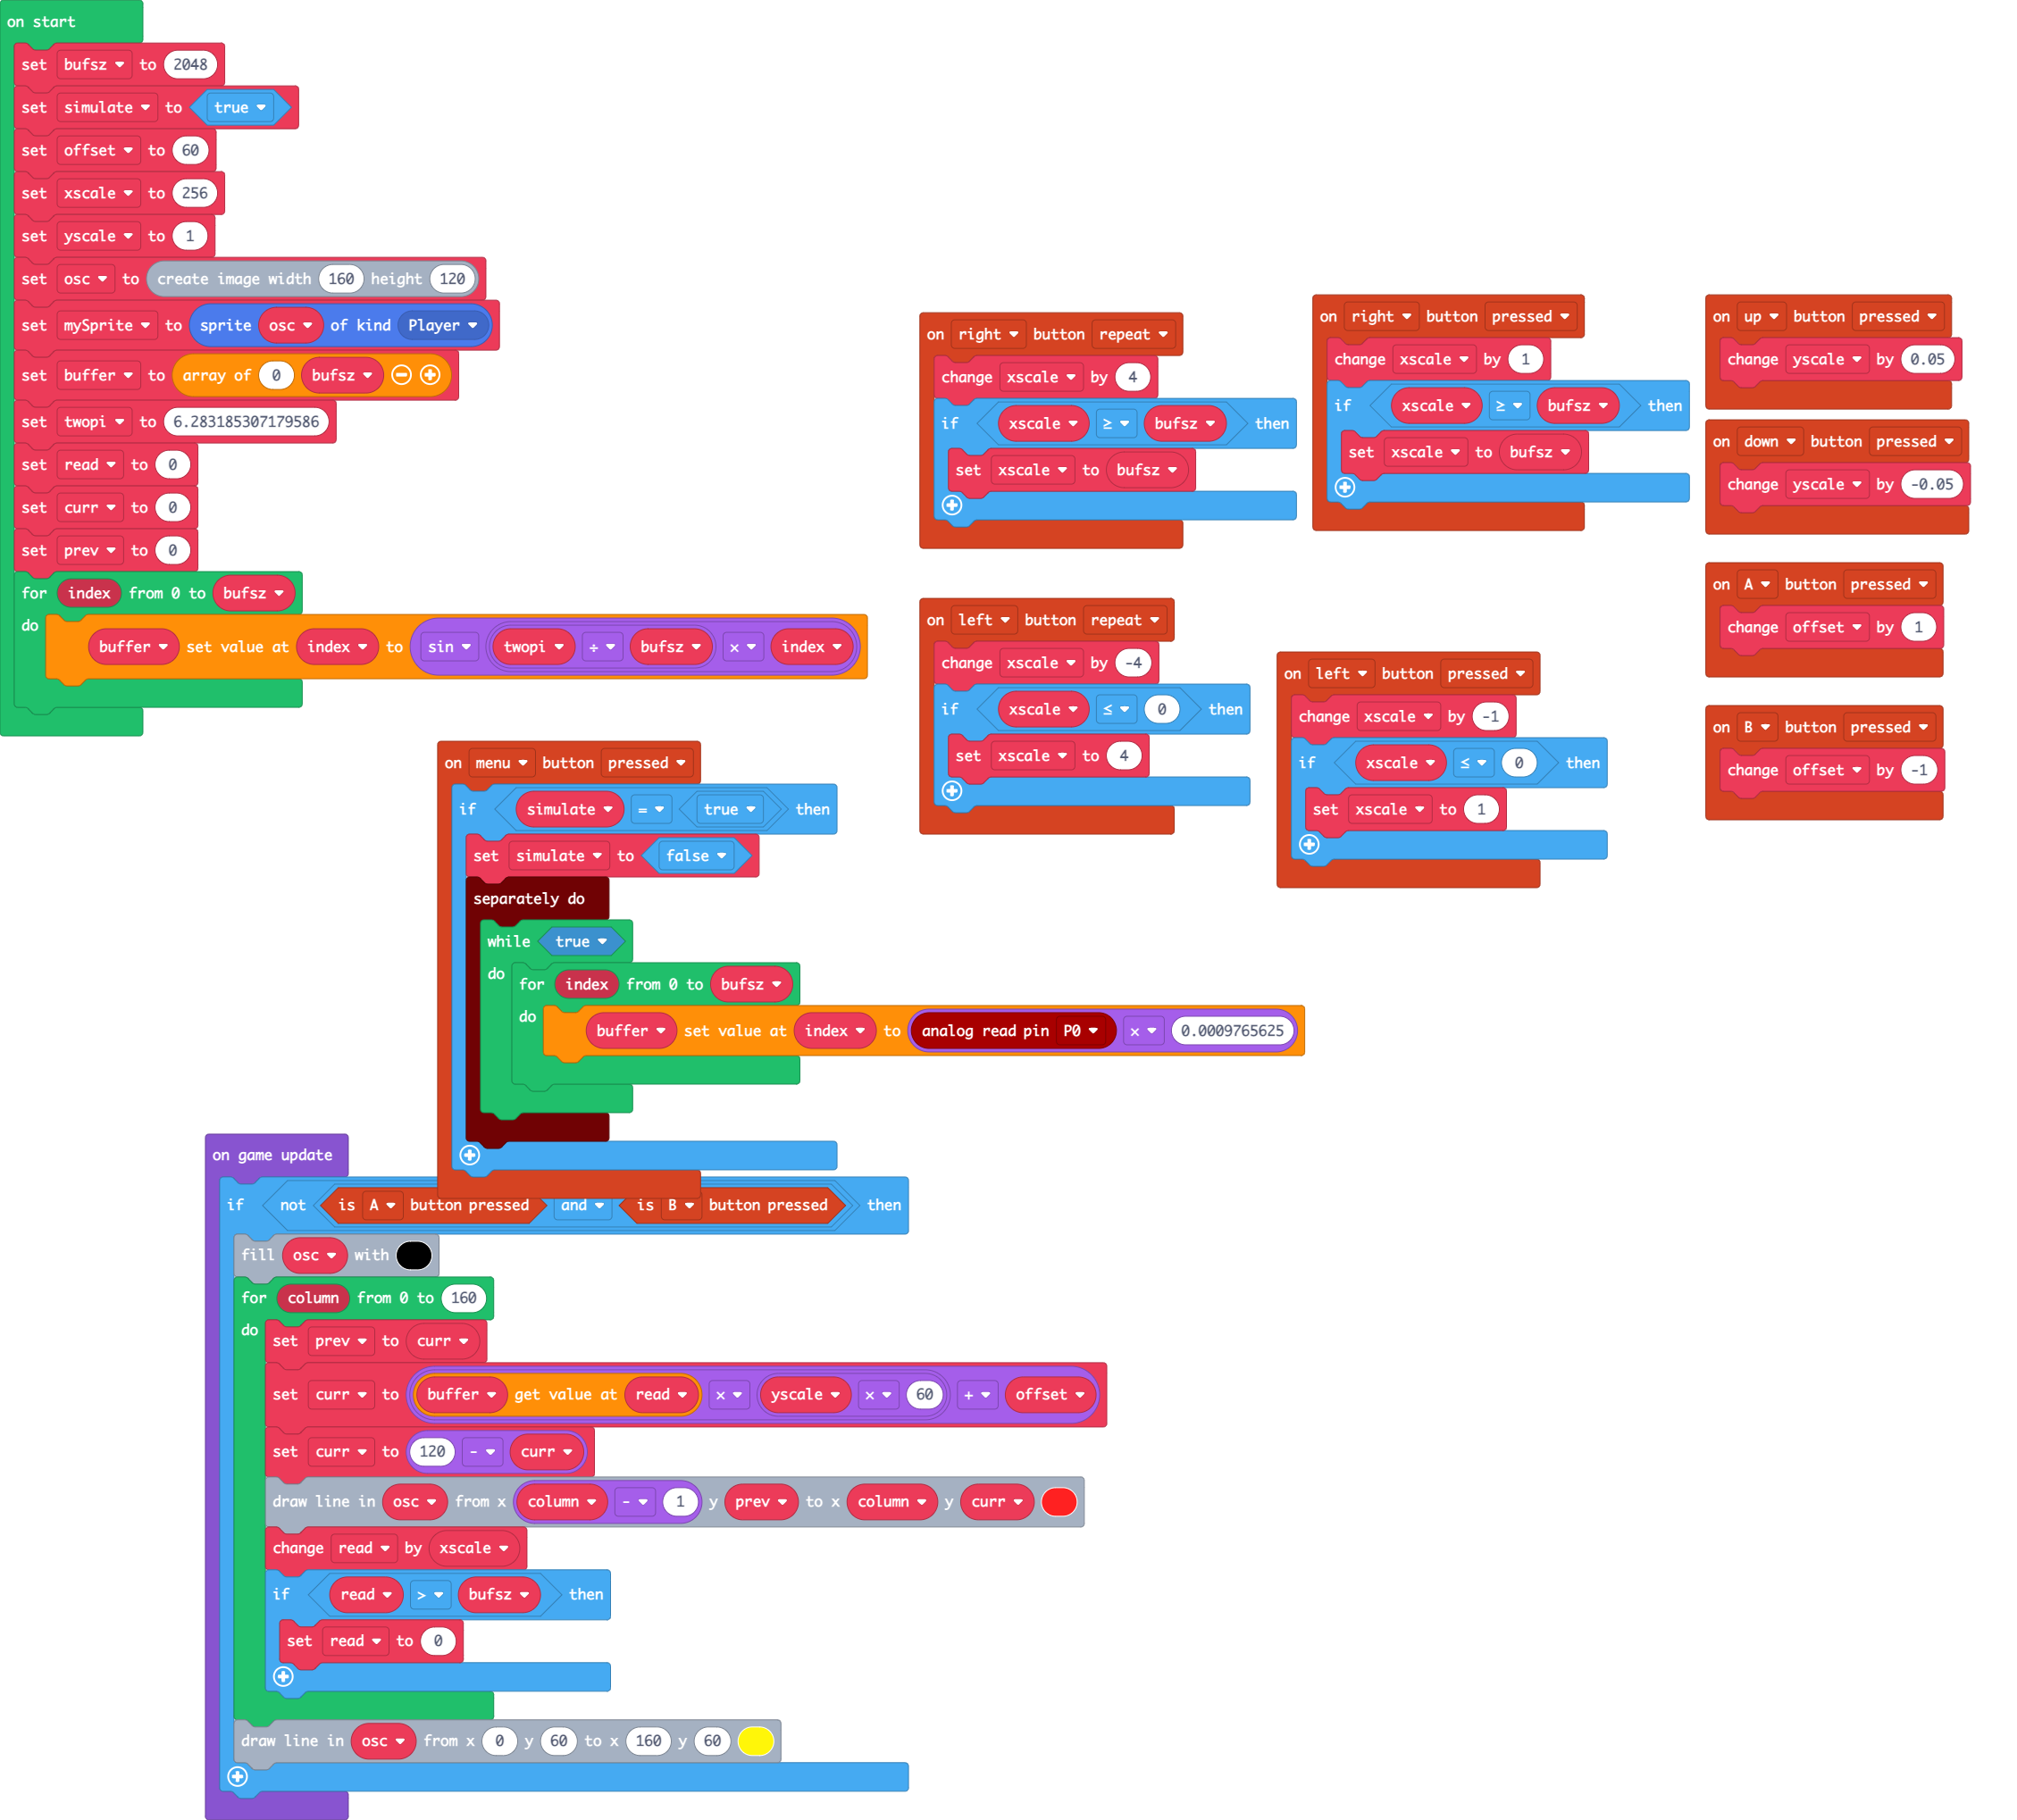 on start
set bufsz to 2048
set simulate to true
set offset to 60
set xscale to 256
set yscale to 1
set osc to create image width 160 height 120
set mySprite to sprite osc of kind Player
set buffer to array of 0 bufsz
set twopi to 6.283185307179586
set read to 0
set curr to 0
set prev to 0
for index from 0 to bufsz
do
buffer set value at index to sin twopi ÷ bufsz × index
on right button repeat
change xscale by 4
if xscale ≥ bufsz then
set xscale to bufsz
on right button pressed
change xscale by 1
if xscale ≥ bufsz then
set xscale to bufsz
on up button pressed
change yscale by 0.05
on down button pressed
change yscale by -0.05
on left button repeat
change xscale by -4
if xscale ≤ 0 then
set xscale to 4
on left button pressed
change xscale by -1
if xscale ≤ 0 then
set xscale to 1
on A button pressed
change offset by 1
on B button pressed
change offset by -1
on menu button pressed
if simulate = true then
set simulate to false
separately do
while true
do
for index from 0 to bufsz
do
buffer set value at index to analog read pin P0 × 0.0009765625
on game update
if not is A button pressed and is B button pressed then
fill osc with
for column from 0 to 160
do
set prev to curr
set curr to buffer get value at read × yscale × 60 + offset
set curr to 120 - curr
draw line in osc from x column - 1 y prev to x column y curr
change read by xscale
if read > bufsz then
set read to 0
draw line in osc from x 0 y 60 to x 160 y 60